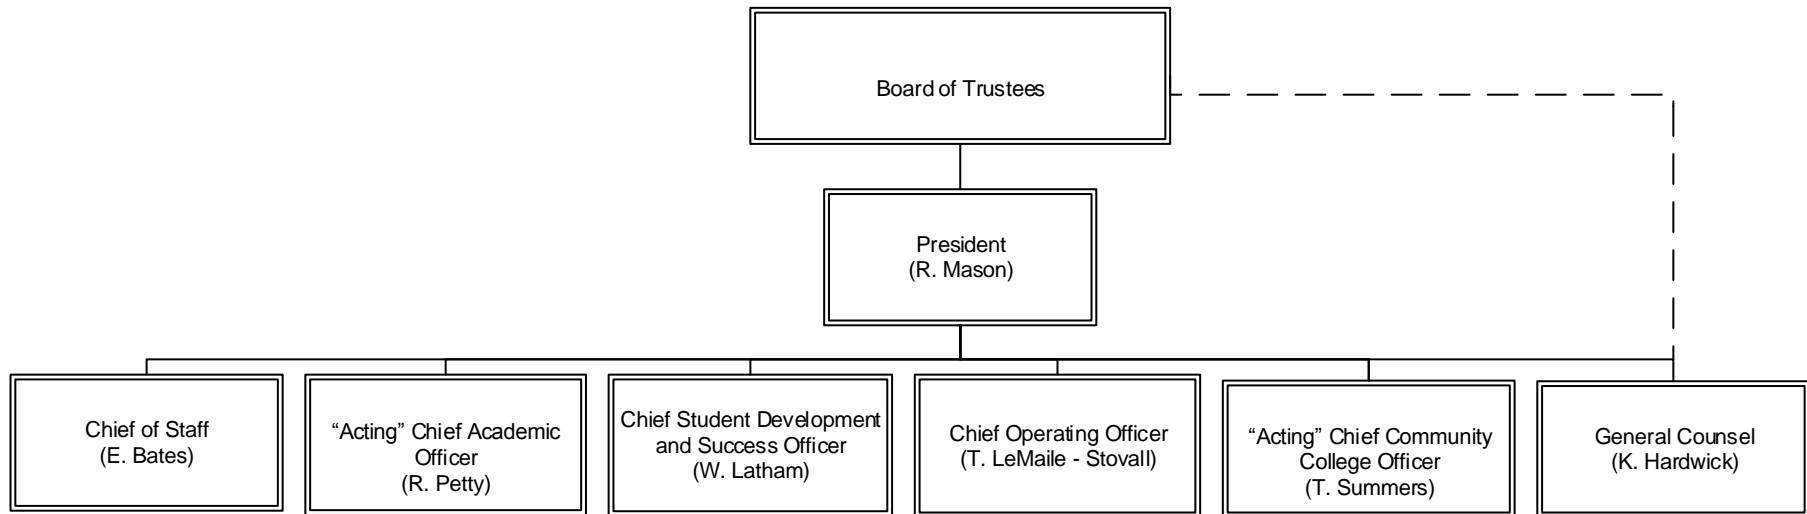 Board of Trustees
President
(R. Mason)
Chief of Staff
(E. Bates)
“Acting” Chief Academic
Officer
(R. Petty)
Chief Student Development
and Success Officer
(W. Latham)
Chief Operating Officer
(T. LeMaile - Stovall)
“Acting” Chief Community
College Officer
(T. Summers)
General Counsel
(K. Hardwick)